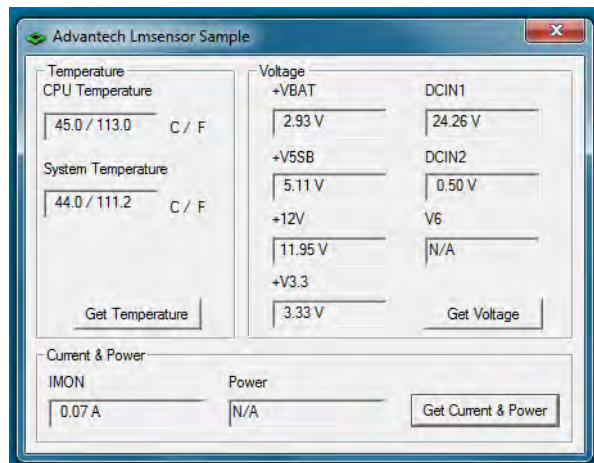 Advantech Lmsensor Sample
Temperature
CPU Temperature
45.0 / 113.0 C / F
System Temperature
44.0 / 111.2 C / F
Get Temperature
Voltage
+VBAT DCIN1
2.93 V 24.26 V
+V5SB DCIN2
5.11 V 0.50 V
+12V V6
11.95 V N/A
+V3.3
3.33 V Get Voltage
Current & Power
IMON Power
0.07 A N/A Get Current & Power